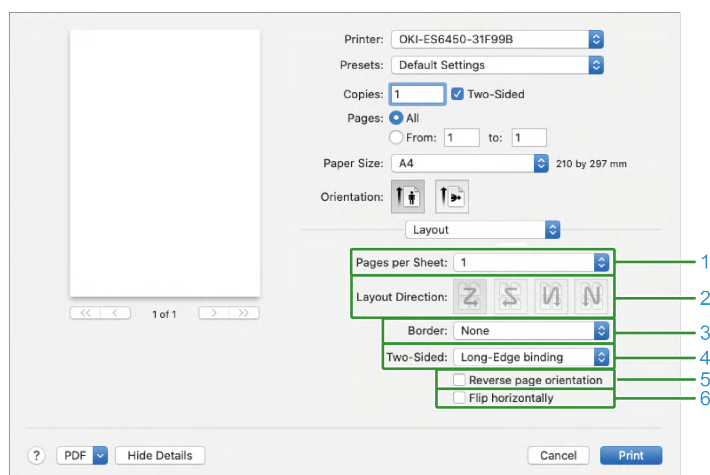 Printer: OKI-ES6450-31F99B
Presets: Default Settings
Copies: 1 Two-Sided
Pages: All
From: 1 to: 1
Paper Size: A4 210 by 297 mm
Orientation:
Layout
Pages per Sheet: 1 1
Layout Direction: 2
Border: None 3
Two-Sided: Long-Edge binding 4
Reverse page orientation 5
Flip horizontally 6
<< < 1 of 1 > >>
? PDF Hide Details Cancel Print